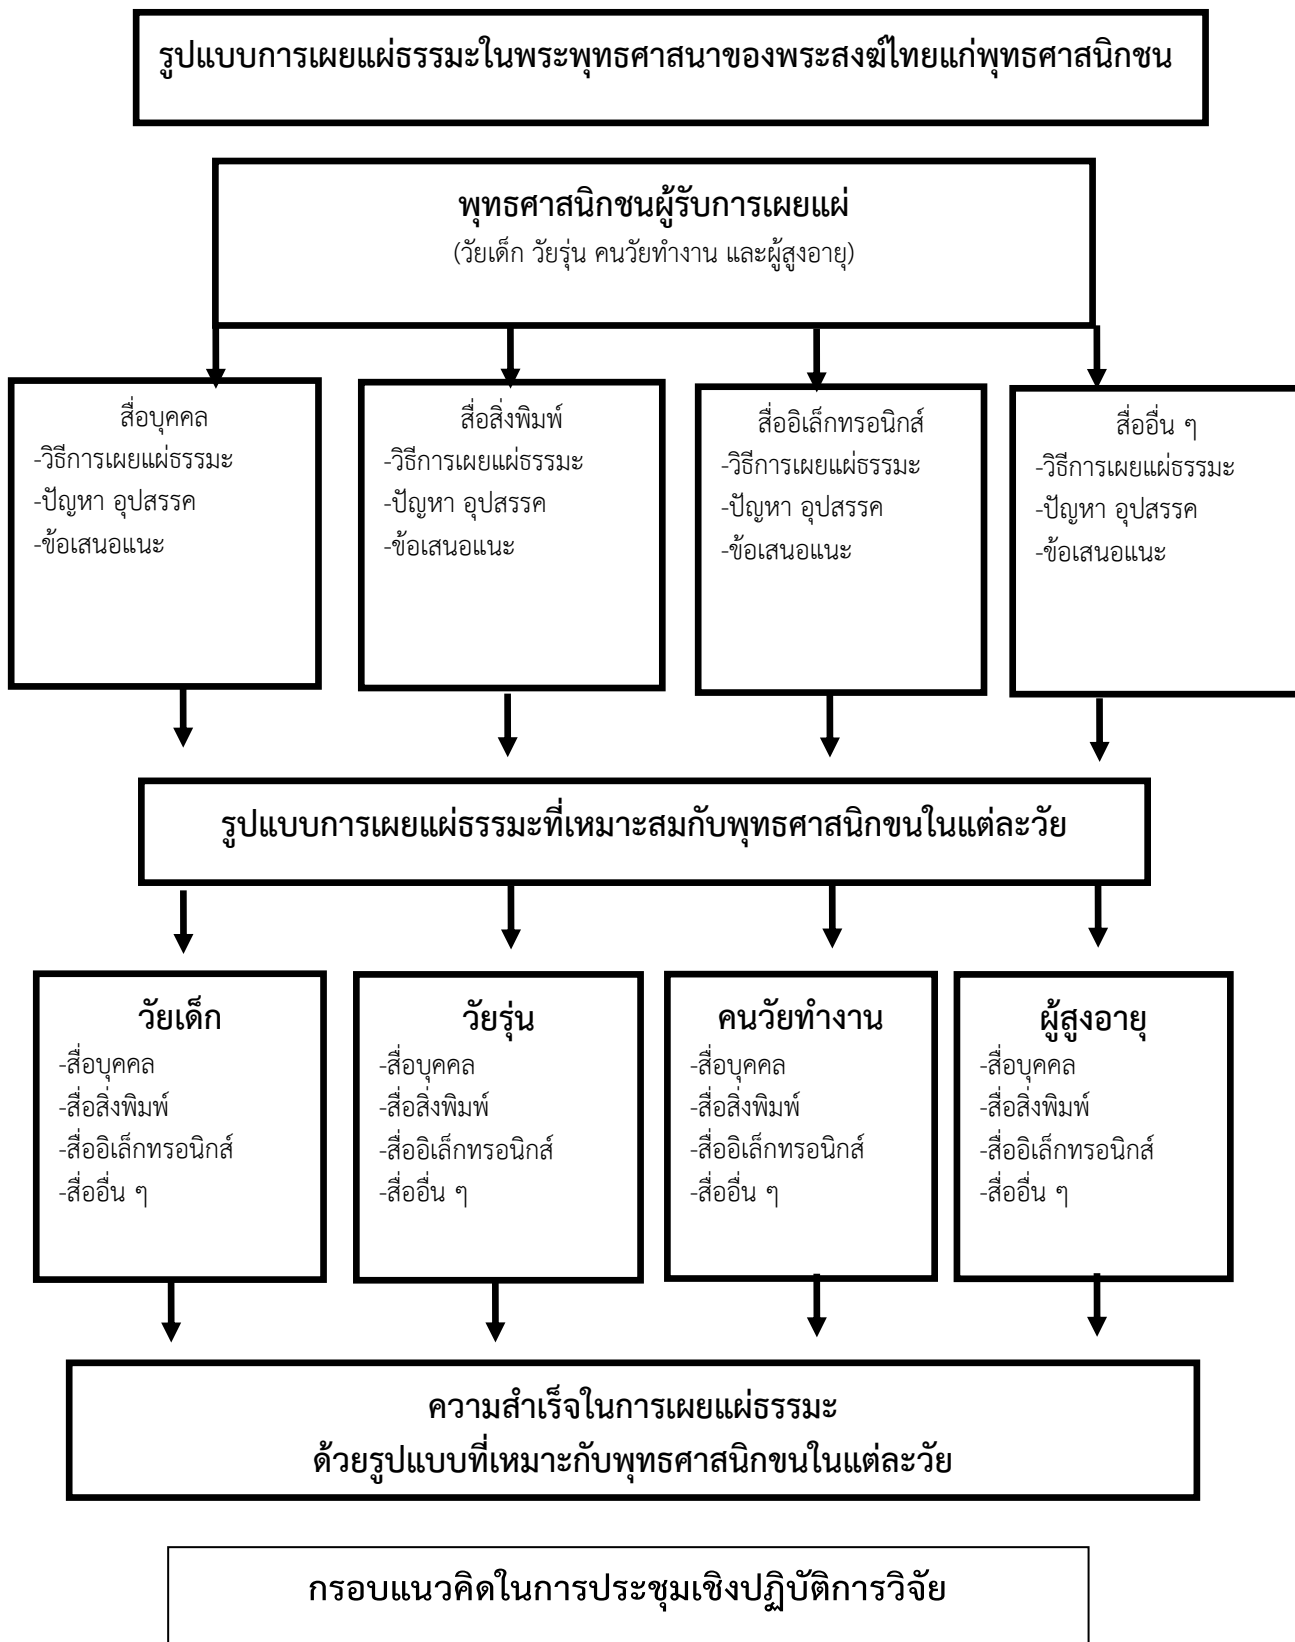 รูปแบบการเผยแผ่ธรรมะในพระพุทธศาสนาของพระสงฆ์ไทยแก่พุทธศาสนิกชน
พุทธศาสนิกชนผู้รับการเผยแผ่
(วัยเด็ก วัยรุ่น คนวัยทำงาน และผู้สูงอายุ)
สื่อบุคคล
-วิธีการเผยแผ่ธรรมะ
-ปัญหา อุปสรรค
-ข้อเสนอแนะ
สื่อสิ่งพิมพ์
-วิธีการเผยแผ่ธรรมะ
-ปัญหา อุปสรรค
-ข้อเสนอแนะ
สื่ออิเล็กทรอนิกส์
-วิธีการเผยแผ่ธรรมะ
-ปัญหา อุปสรรค
-ข้อเสนอแนะ
สื่ออื่น ๆ
-วิธีการเผยแผ่ธรรมะ
-ปัญหา อุปสรรค
-ข้อเสนอแนะ
รูปแบบการเผยแผ่ธรรมะที่เหมาะสมกับพุทธศาสนิกขนในแต่ละวัย
วัยเด็ก
-สื่อบุคคล
-สื่อสิ่งพิมพ์
-สื่ออิเล็กทรอนิกส์
-สื่ออื่น ๆ
วัยรุ่น
-สื่อบุคคล
-สื่อสิ่งพิมพ์
-สื่ออิเล็กทรอนิกส์
-สื่ออื่น ๆ
คนวัยทำงาน
-สื่อบุคคล
-สื่อสิ่งพิมพ์
-สื่ออิเล็กทรอนิกส์
-สื่ออื่น ๆ
ผู้สูงอายุ
-สื่อบุคคล
-สื่อสิ่งพิมพ์
-สื่ออิเล็กทรอนิกส์
-สื่ออื่น ๆ
ความสำเร็จในการเผยแผ่ธรรมะ
ด้วยรูปแบบที่เหมาะกับพุทธศาสนิกขนในแต่ละวัย
กรอบแนวคิดในการประชุมเชิงปฏิบัติการวิจัย